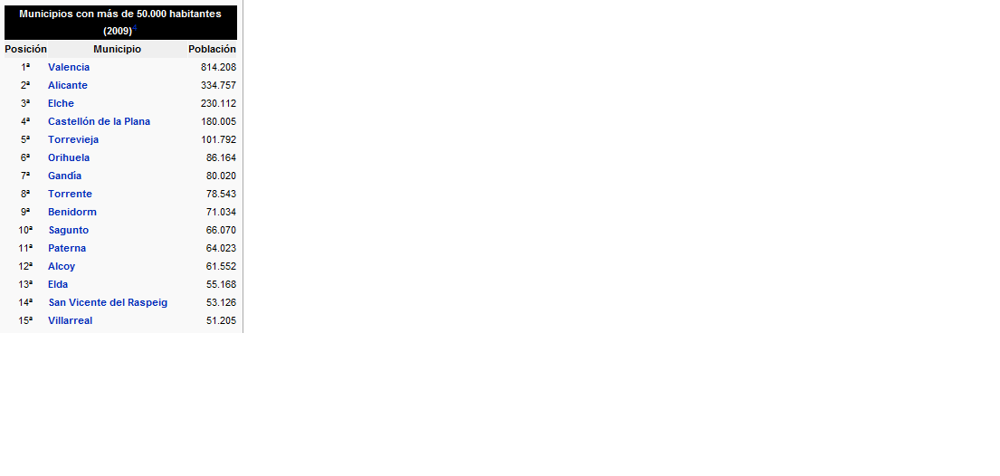 Municipios con más de 50.000 habitantes
(2009)4
Posición Municipio Población
1ª Valencia 814.208
2ª Alicante 334.757
3ª Elche 230.112
4ª Castellón de la Plana 180.005
5ª Torrevieja 101.792
6ª Orihuela 86.164
7ª Gandía 80.020
8ª Torrente 78.543
9ª Benidorm 71.034
10ª Sagunto 66.070
11ª Paterna 64.023
12ª Alcoy 61.552
13ª Elda 55.168
14ª San Vicente del Raspeig 53.126
15ª Villarreal 51.205